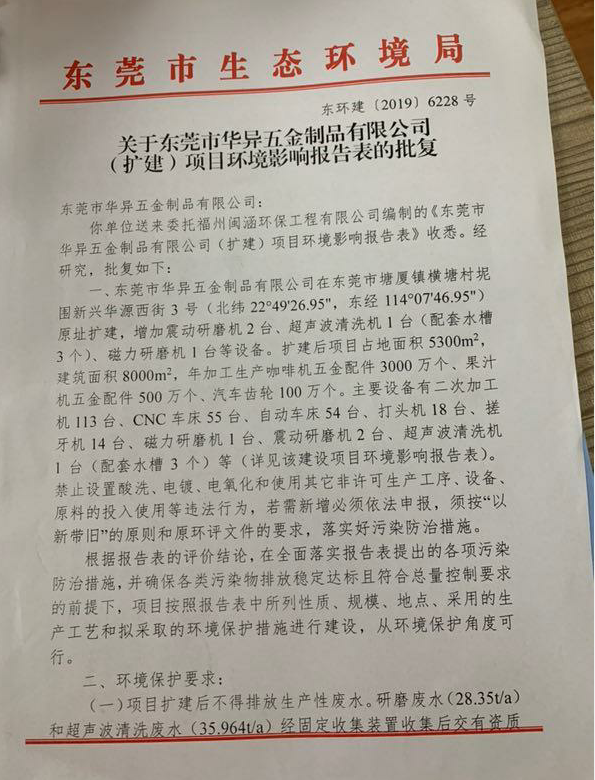 东莞市生态环境局
东环建〔2019〕6228 号
关于东莞市华异五金制品有限公司
（扩建）项目环境影响报告表的批复
东莞市华异五金制品有限公司：
你单位送来委托福州闽涵环保工程有限公司编制的《东莞市
华异五金制品有限公司（扩建）项目环境影响报告表》收悉。经
研究，批复如下：
一、东莞市华异五金制品有限公司在东莞市塘厦镇横塘村坭
围新兴华源西街 3 号（北纬 22°49'26.95"，东经 114°07'46.95"）
原址扩建，增加震动研磨机 2 台、超声波清洗机 1 台（配套水槽
3 个）、磁力研磨机 1 台等设备。扩建后项目占地面积 5300m²，
建筑面积 8000m²，年加工生产咖啡机五金配件 3000 万个、果汁
机五金配件 500 万个、汽车齿轮 100 万个。主要设备有二次加工
机 113 台、CNC 车床 55 台、自动车床 54 台、打头机 18 台、搓
牙机 14 台、磁力研磨机 1 台、震动研磨机 2 台、超声波清洗机
1 台（配套水槽 3 个）等（详见该建设项目环境影响报告表）。
禁止设置酸洗、电镀、电氧化和使用其它非许可生产工序、设备、
原料的投入使用等违法行为，若需新增必须依法申报，须按“以
新带旧”的原则和原环评文件的要求，落实好污染防治措施。
根据报告表的评价结论，在全面落实报告表提出的各项污染
防治措施，并确保各类污染物排放稳定达标且符合总量控制要求
的前提下，项目按照报告表中所列性质、规模、地点、采用的生
产工艺和拟采取的环境保护措施进行建设，从环境保护角度可
行。
二、环境保护要求：
（一）项目扩建后不得排放生产性废水。研磨废水(28.35t/a)
和超声波清洗废水（35.964t/a）经固定收集装置收集后交有资质